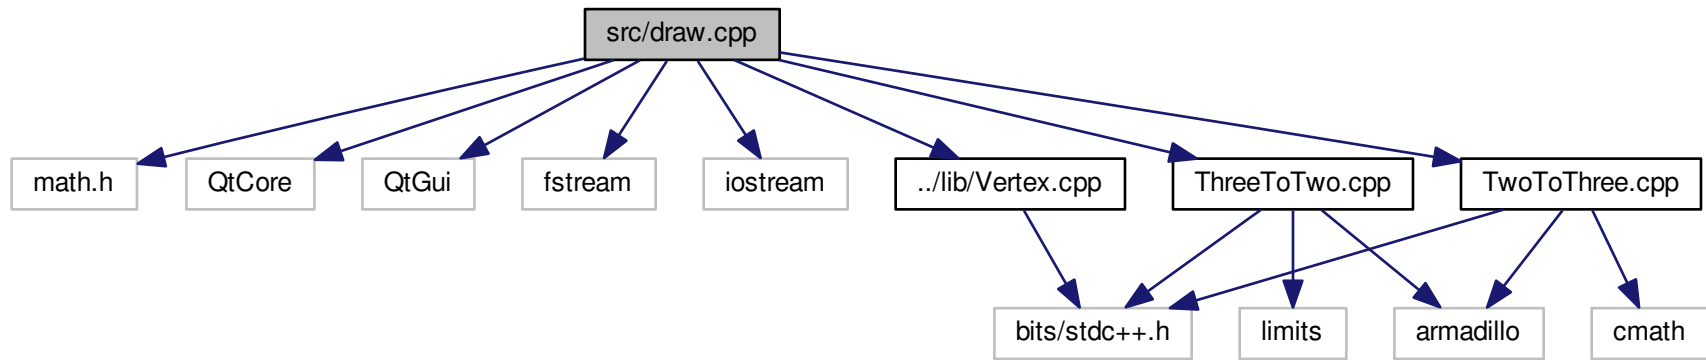 src/draw.cpp
math.h
QtCore
QtGui
fstream
iostream
../lib/Vertex.cpp
ThreeToTwo.cpp
TwoToThree.cpp
bits/stdc++.h
limits
armadillo
cmath